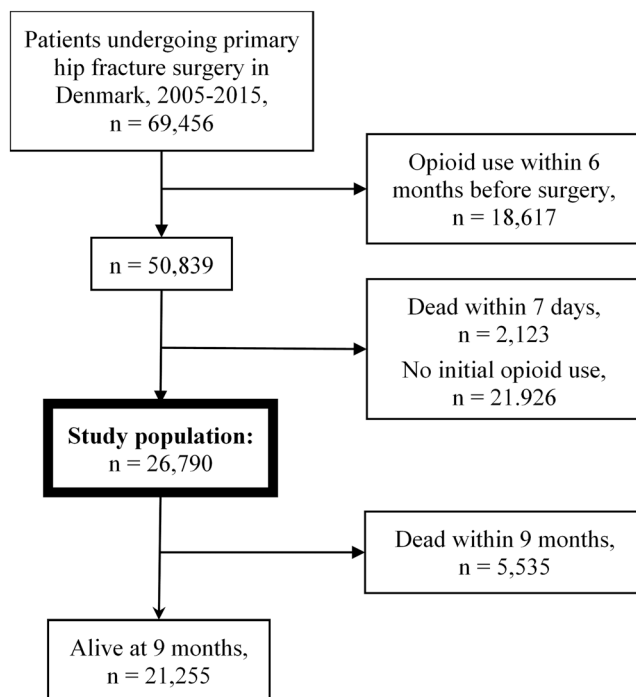 Patients undergoing primary
hip fracture surgery in
Denmark, 2005-2015,
n = 69,456
Opioid use within 6
months before surgery,
n = 18,617
n = 50,839
Dead within 7 days,
n = 2,123
No initial opioid use,
n = 21.926
Study population:
n = 26,790
Dead within 9 months,
n = 5,535
Alive at 9 months,
n = 21,255